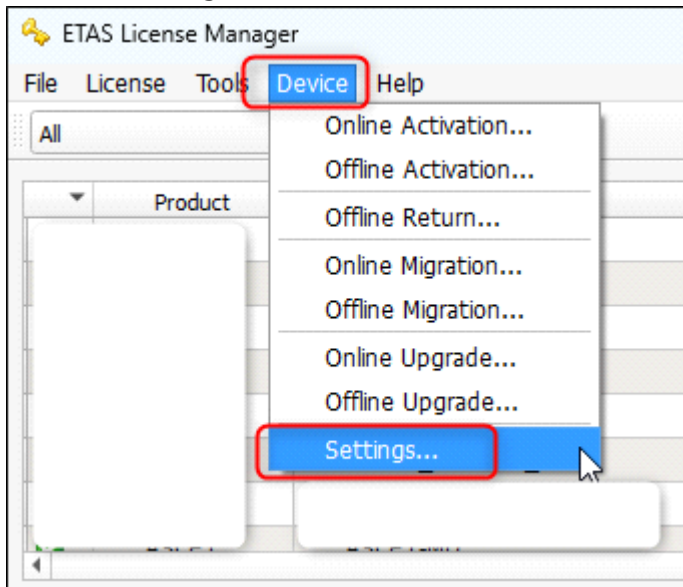 ETAS License Manager
File License Tools Device Help
All
Online Activation...
Offline Activation...
Product
Offline Return...
Online Migration...
Offline Migration...
Online Upgrade...
Offline Upgrade...
Settings...